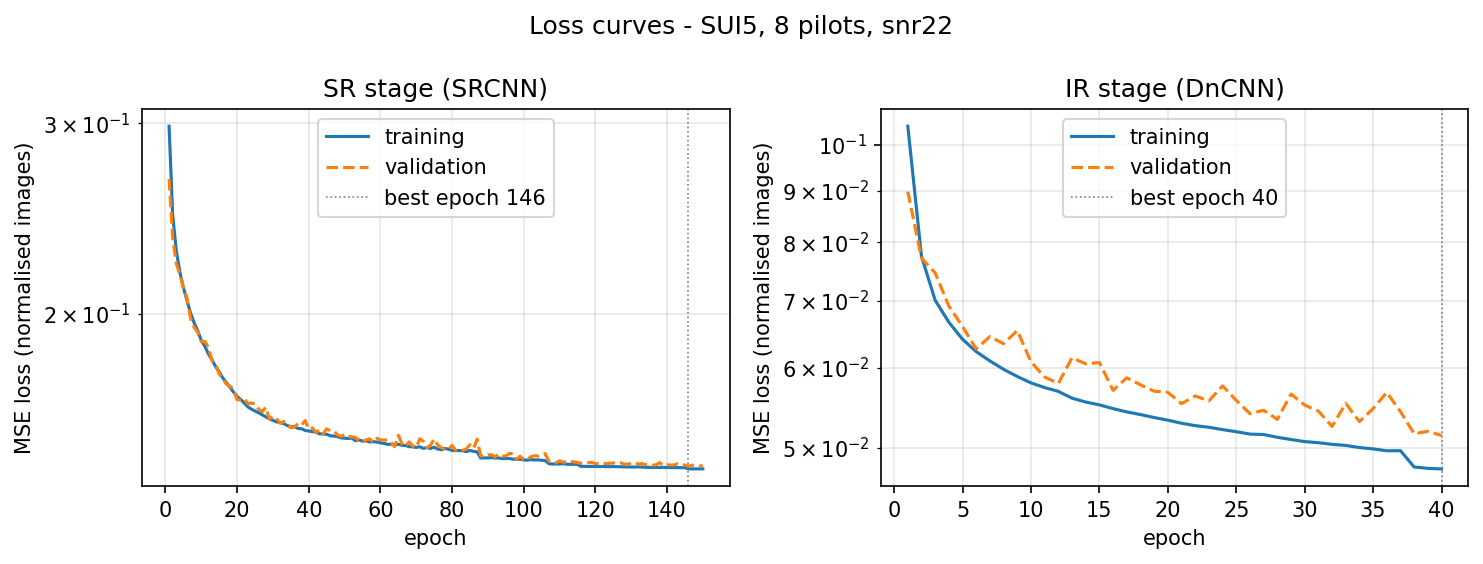 Loss curves - SUI5, 8 pilots, snr22
SR stage (SRCNN)
MSE loss (normalised images)
3 × 10⁻¹
2 × 10⁻¹
training
validation
best epoch 146
0 20 40 60 80 100 120 140
epoch
IR stage (DnCNN)
MSE loss (normalised images)
10⁻¹
9 × 10⁻²
8 × 10⁻²
7 × 10⁻²
6 × 10⁻²
5 × 10⁻²
training
validation
best epoch 40
0 5 10 15 20 25 30 35 40
epoch